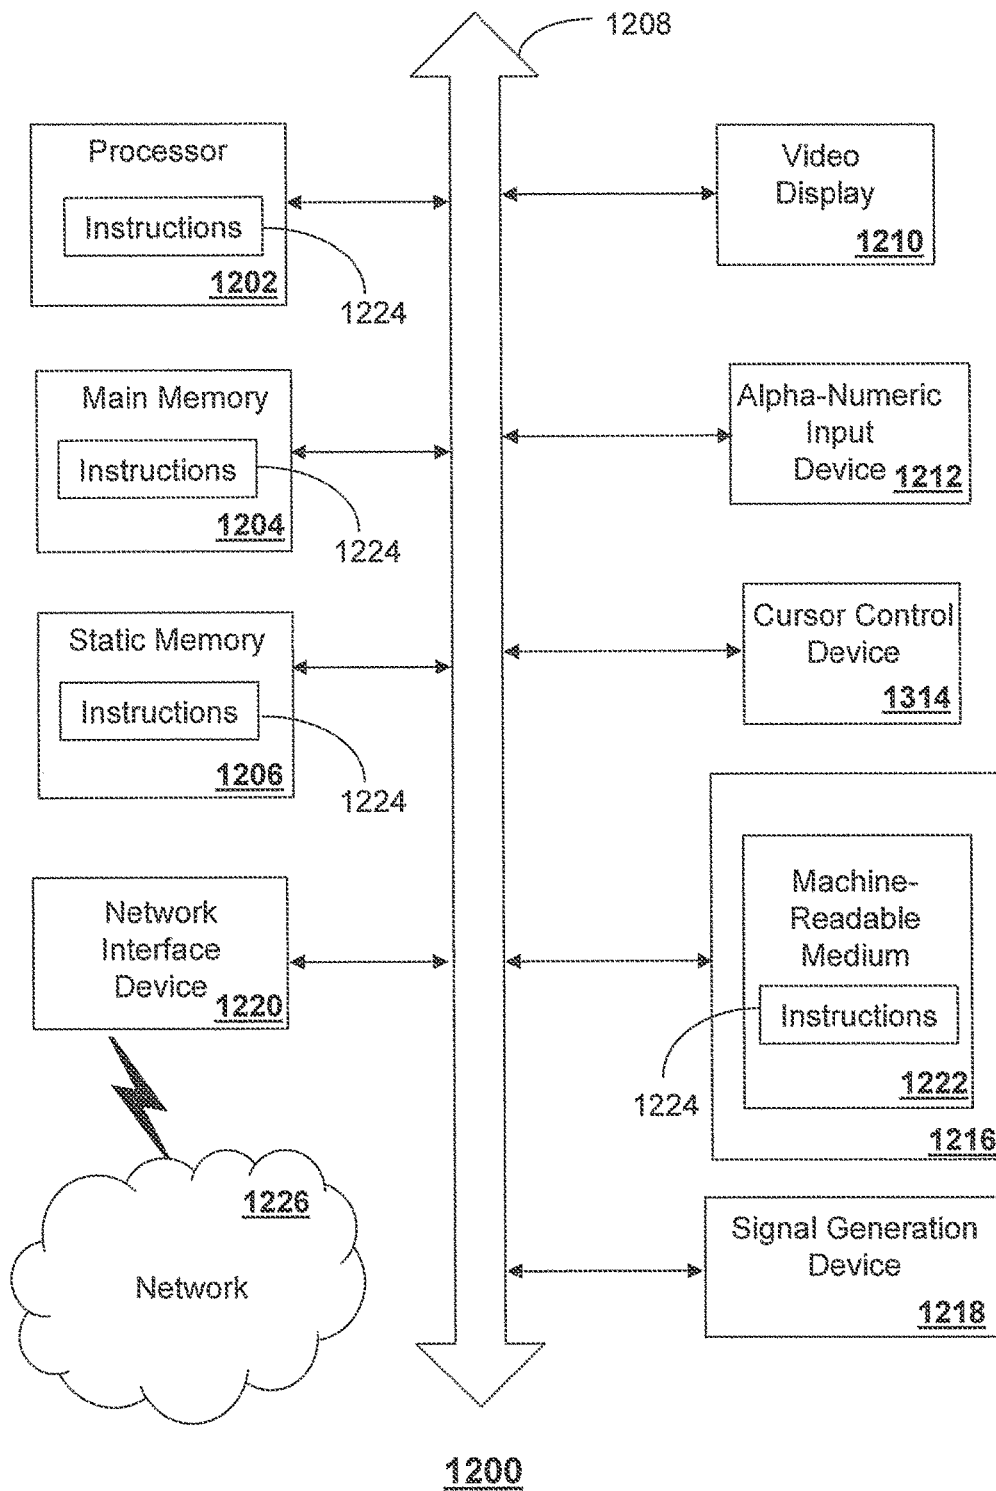 1208
Processor
Instructions
1202
1224
Main Memory
Instructions
1204
1224
Static Memory
Instructions
1206
1224
Network
Interface
Device
1220
1226
Network
Video
Display
1210
Alpha-Numeric
Input
Device
1212
Cursor Control
Device
1314
Machine-
Readable
Medium
Instructions
1222
1224
1216
Signal Generation
Device
1218
1200